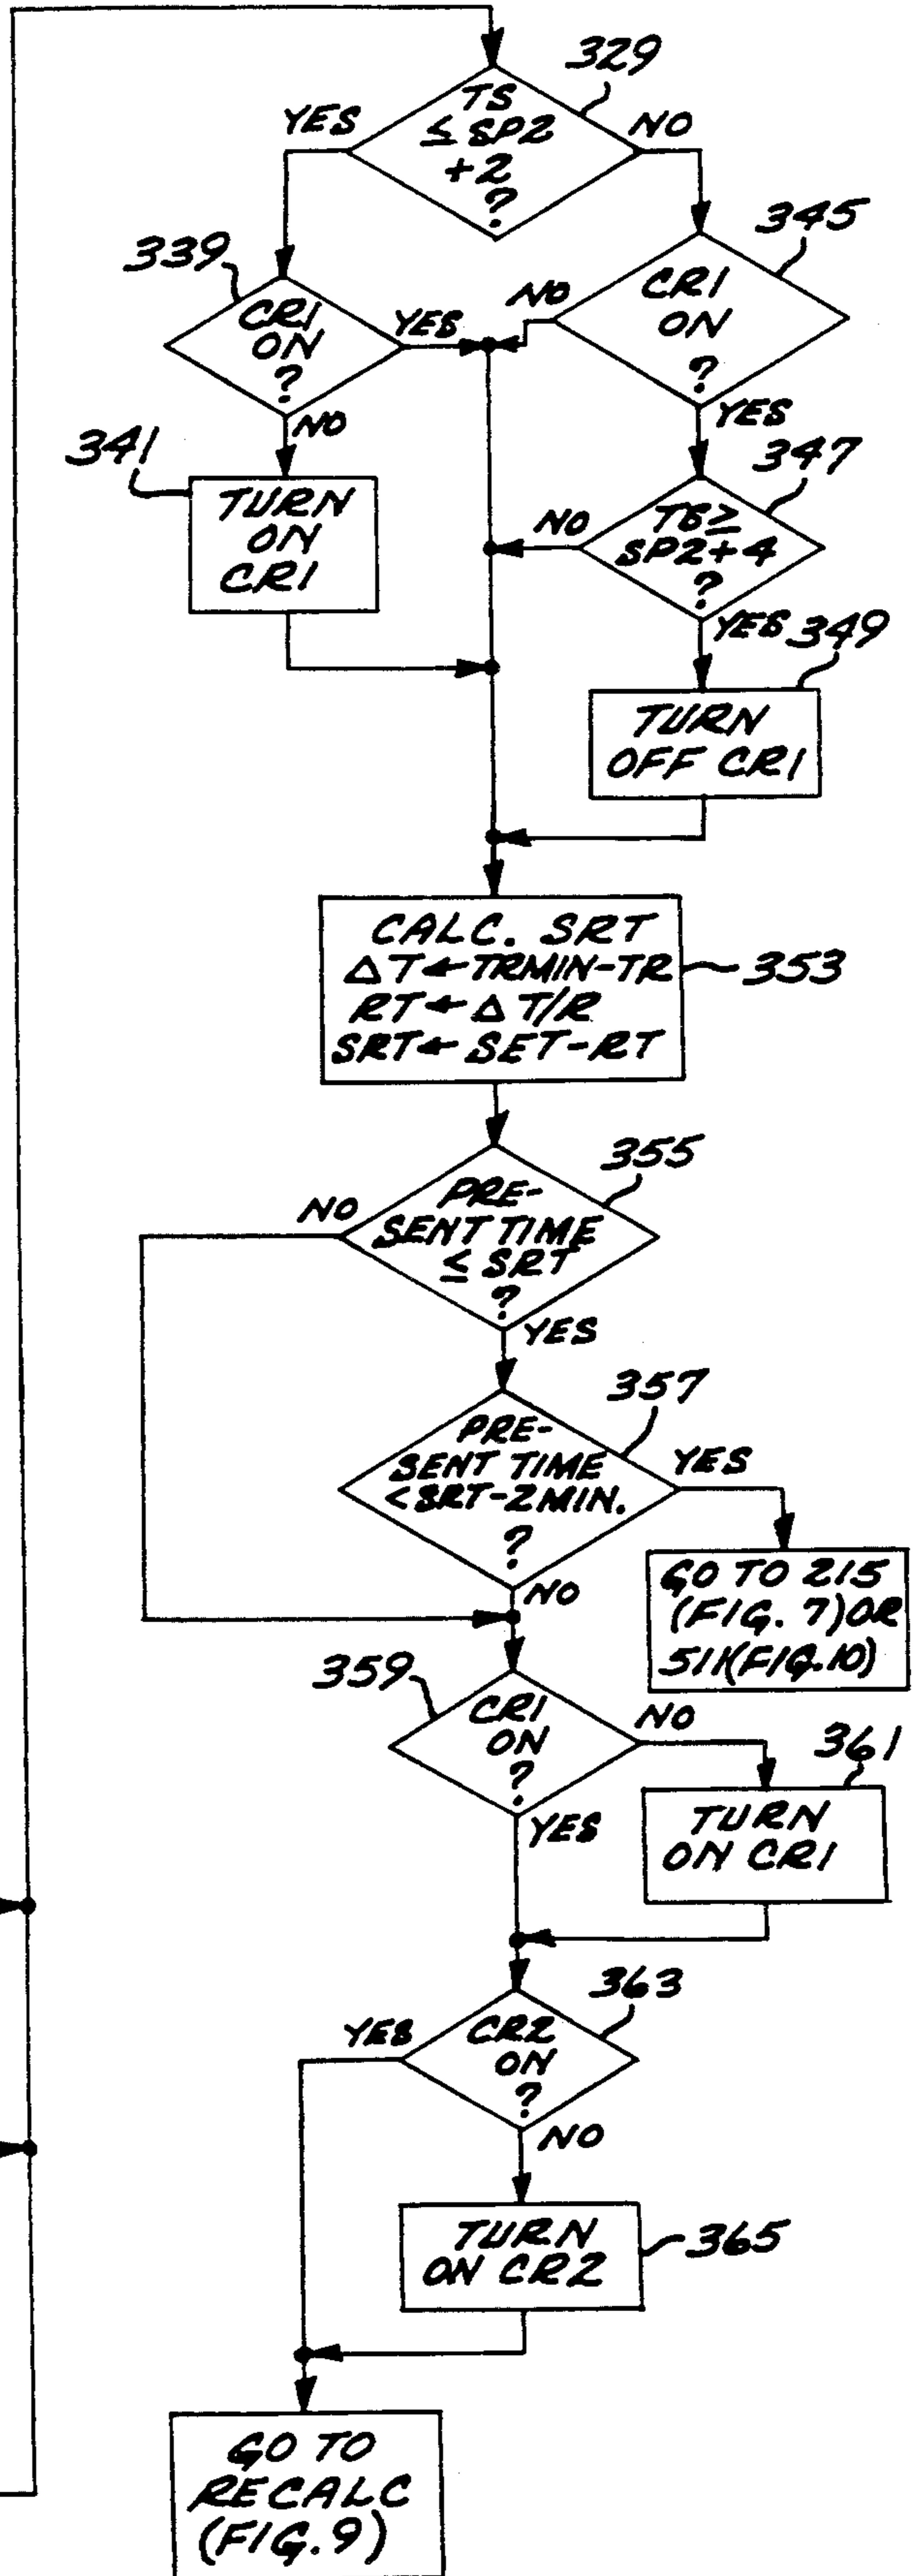 329
TS
≤ SP2
+2
?
YES
NO
345
339
CR1
ON
?
YES
NO
CR1
ON
?
NO
YES
341
TURN
ON
CR1
347
NO
TS≥
SP2+4
?
YES
349
TURN
OFF CR1
CALC. SRT
ΔT←TRMIN-TR
RT←ΔT/R
SRT←SET-RT
353
355
NO
PRE-
SENT TIME
≤ SRT
?
YES
357
PRE-
SENT TIME
<SRT-2MIN.
?
YES
NO
GO TO 215
(FIG. 7)OR
511(FIG.10)
359
CR1
ON
?
NO
YES
361
TURN
ON CR1
363
YES
CR2
ON
?
NO
TURN
ON CR2
365
GO TO
RECALC
(FIG.9)